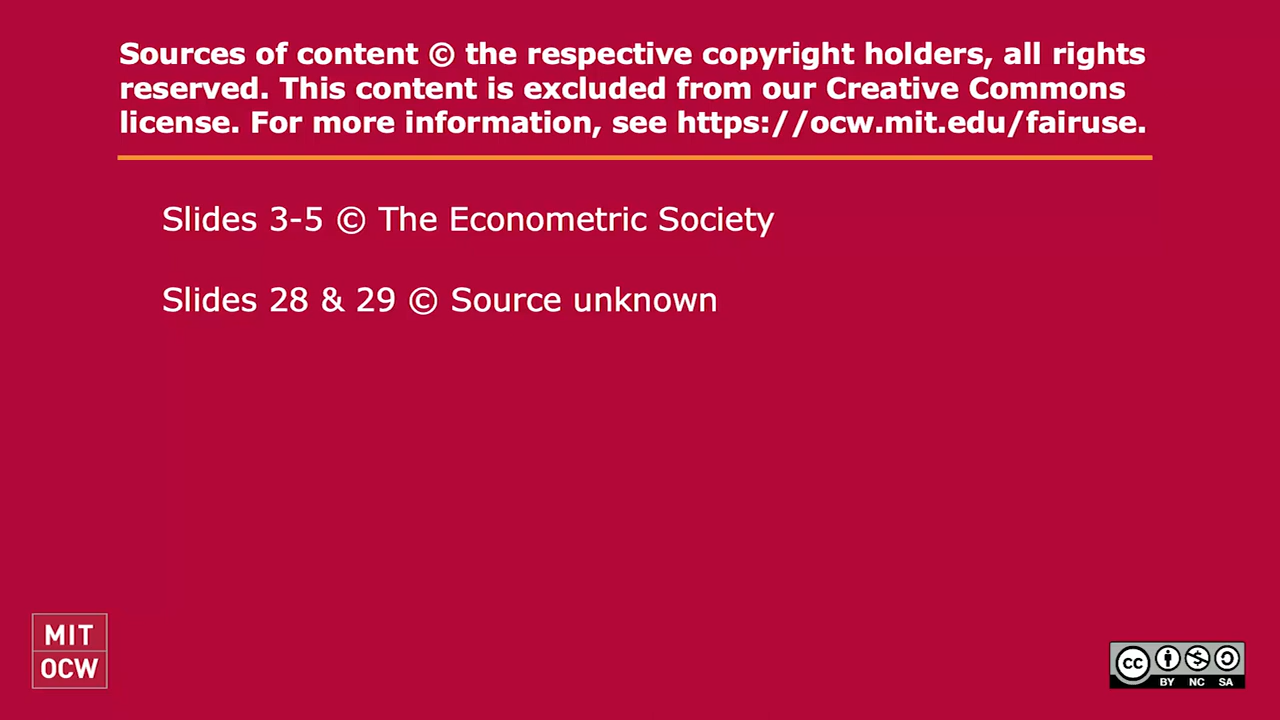 Sources of content © the respective copyright holders, all rights
reserved. This content is excluded from our Creative Commons
license. For more information, see https://ocw.mit.edu/fairuse.
Slides 3-5 © The Econometric Society
Slides 28 & 29 © Source unknown
MIT
OCW
cc
BY NC SA